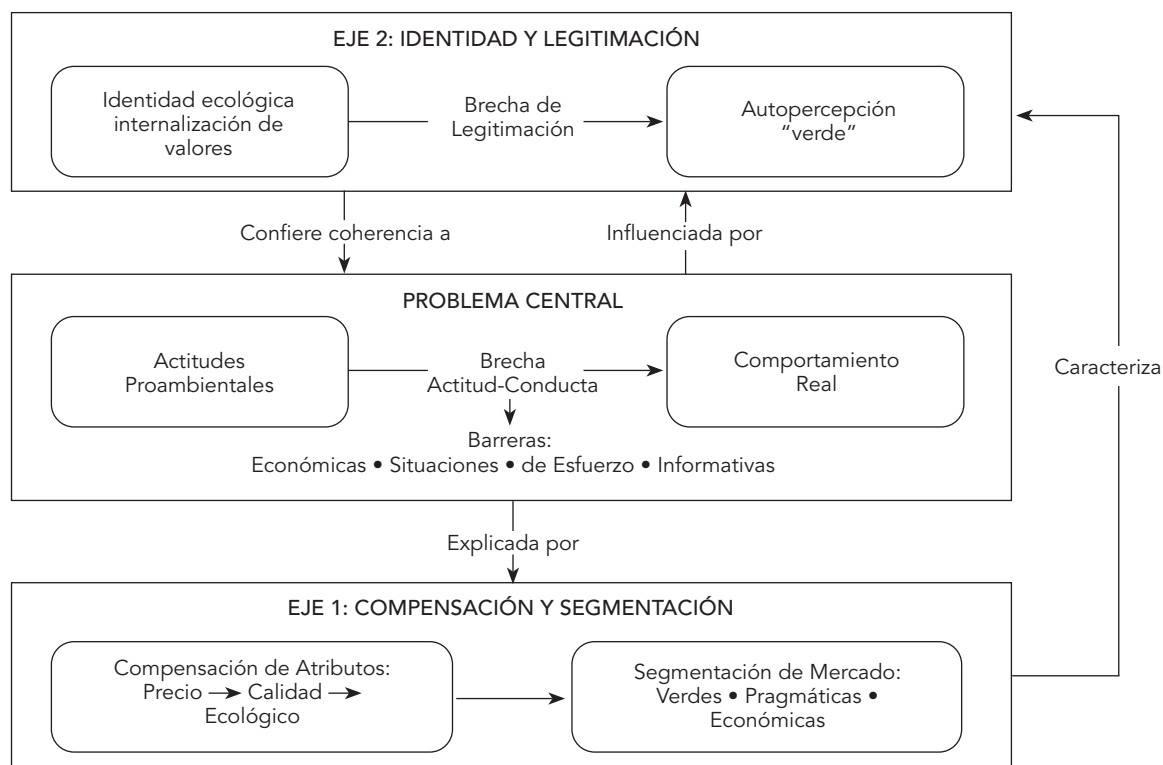 EJE 2: IDENTIDAD Y LEGITIMACIÓN
Identidad ecológica
internalización de
valores
Brecha de
Legitimación
Autopercepción
“verde”
Confiere coherencia a
Influenciada por
PROBLEMA CENTRAL
Actitudes
Proambientales
Brecha
Actitud-Conducta
Comportamiento
Real
Barreras:
Económicas • Situaciones • de Esfuerzo • Informativas
Caracteriza
Explicada por
EJE 1: COMPENSACIÓN Y SEGMENTACIÓN
Compensación de Atributos:
Precio → Calidad →
Ecológico
Segmentación de Mercado:
Verdes • Pragmáticas •
Económicas